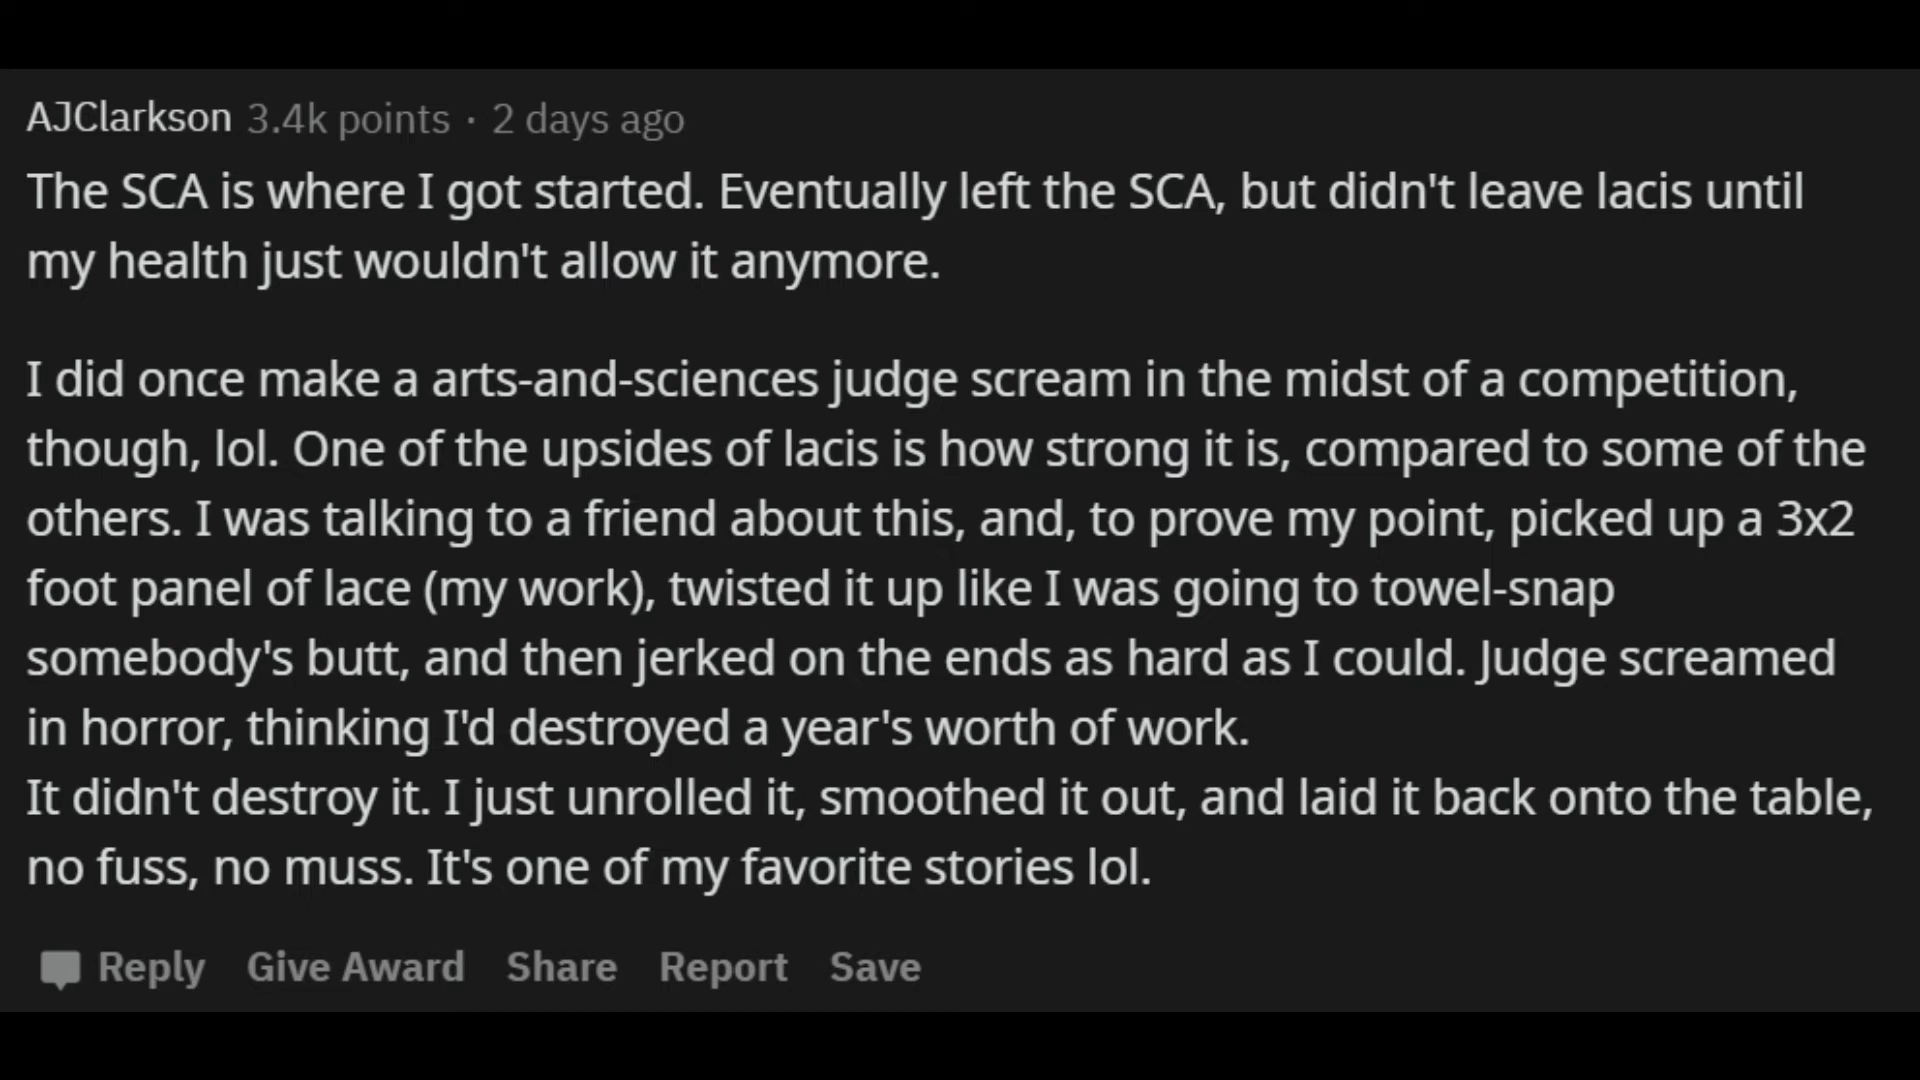 AJClarkson 3.4k points · 2 days ago
The SCA is where I got started. Eventually left the SCA, but didn't leave lacis until
my health just wouldn't allow it anymore.
I did once make a arts-and-sciences judge scream in the midst of a competition,
though, lol. One of the upsides of lacis is how strong it is, compared to some of the
others. I was talking to a friend about this, and, to prove my point, picked up a 3x2
foot panel of lace (my work), twisted it up like I was going to towel-snap
somebody's butt, and then jerked on the ends as hard as I could. Judge screamed
in horror, thinking I'd destroyed a year's worth of work.
It didn't destroy it. I just unrolled it, smoothed it out, and laid it back onto the table,
no fuss, no muss. It's one of my favorite stories lol.
Reply Give Award Share Report Save